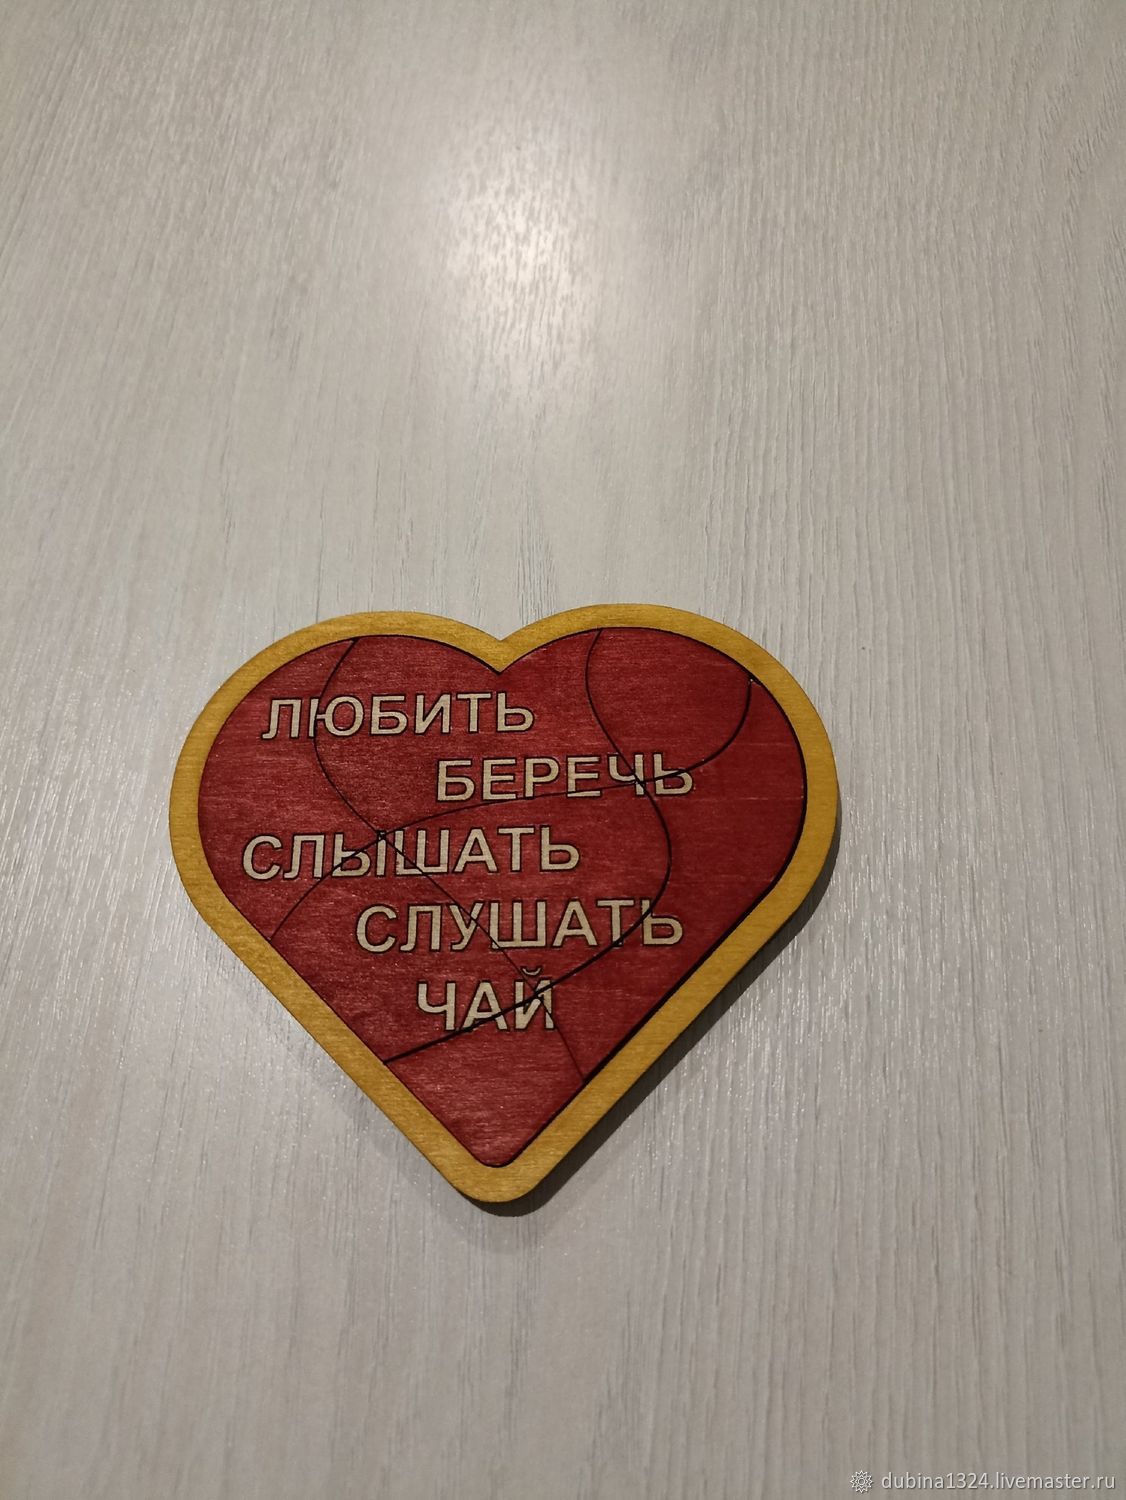 ЛЮБИТЬ
БЕРЕЧЬ
СЛЫШАТЬ
СЛУШАТЬ
ЧАЙ
dubina1324.livemaster.ru